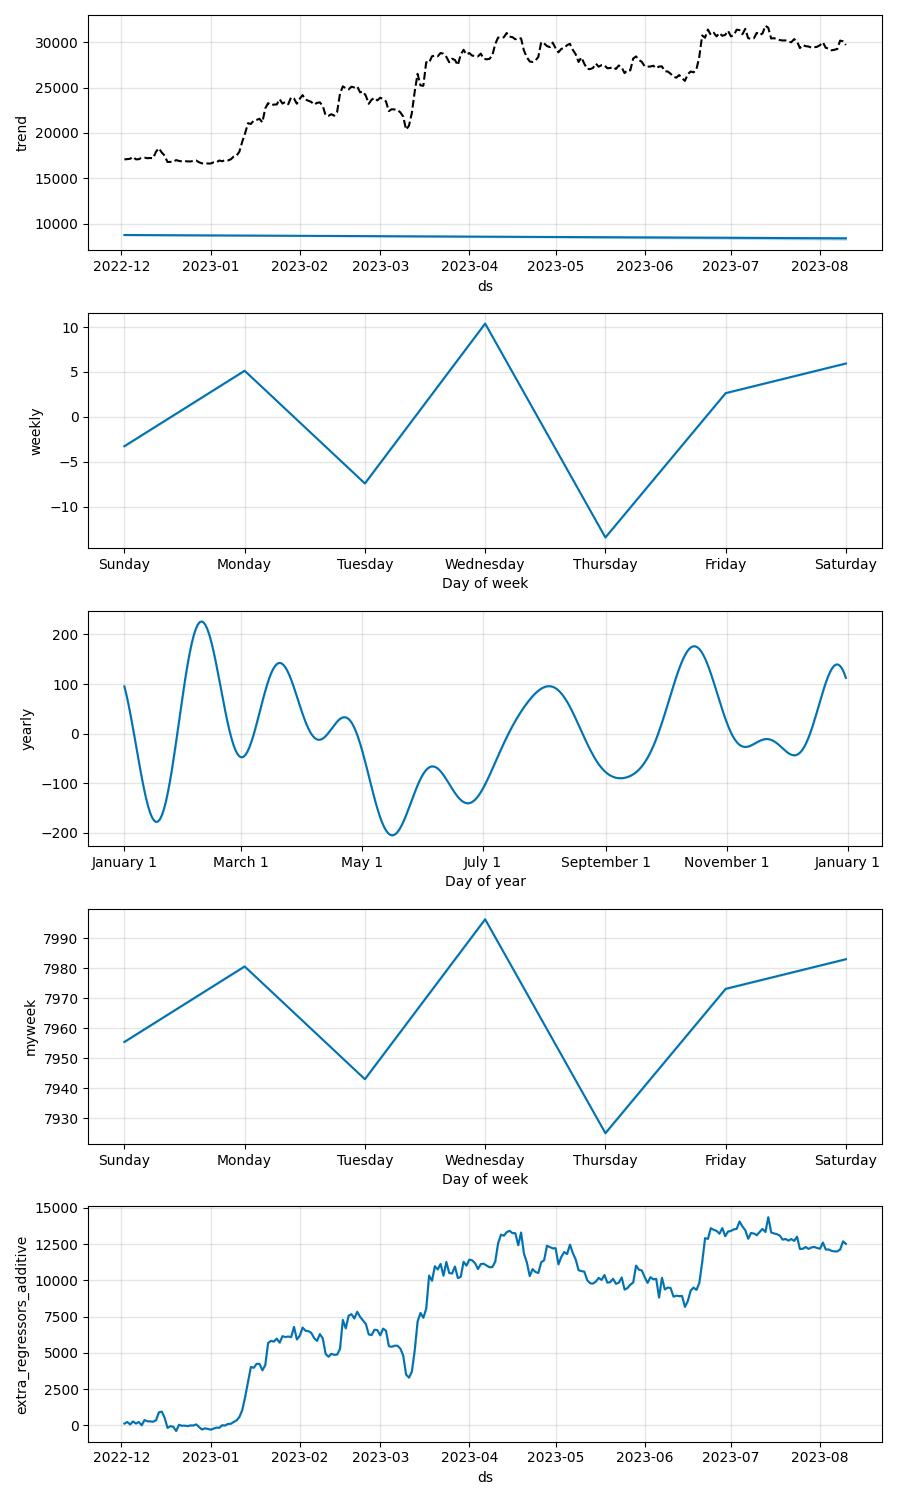 30000
25000
20000
15000
10000
trend
2022-12 2023-01 2023-02 2023-03 2023-04 2023-05 2023-06 2023-07 2023-08
ds
10
5
0
−5
−10
weekly
Sunday Monday Tuesday Wednesday Thursday Friday Saturday
Day of week
200
100
0
−100
−200
yearly
January 1 March 1 May 1 July 1 September 1 November 1 January 1
Day of year
7990
7980
7970
7960
7950
7940
7930
myweek
Sunday Monday Tuesday Wednesday Thursday Friday Saturday
Day of week
15000
12500
10000
7500
5000
2500
0
extra_regressors_additive
2022-12 2023-01 2023-02 2023-03 2023-04 2023-05 2023-06 2023-07 2023-08
ds